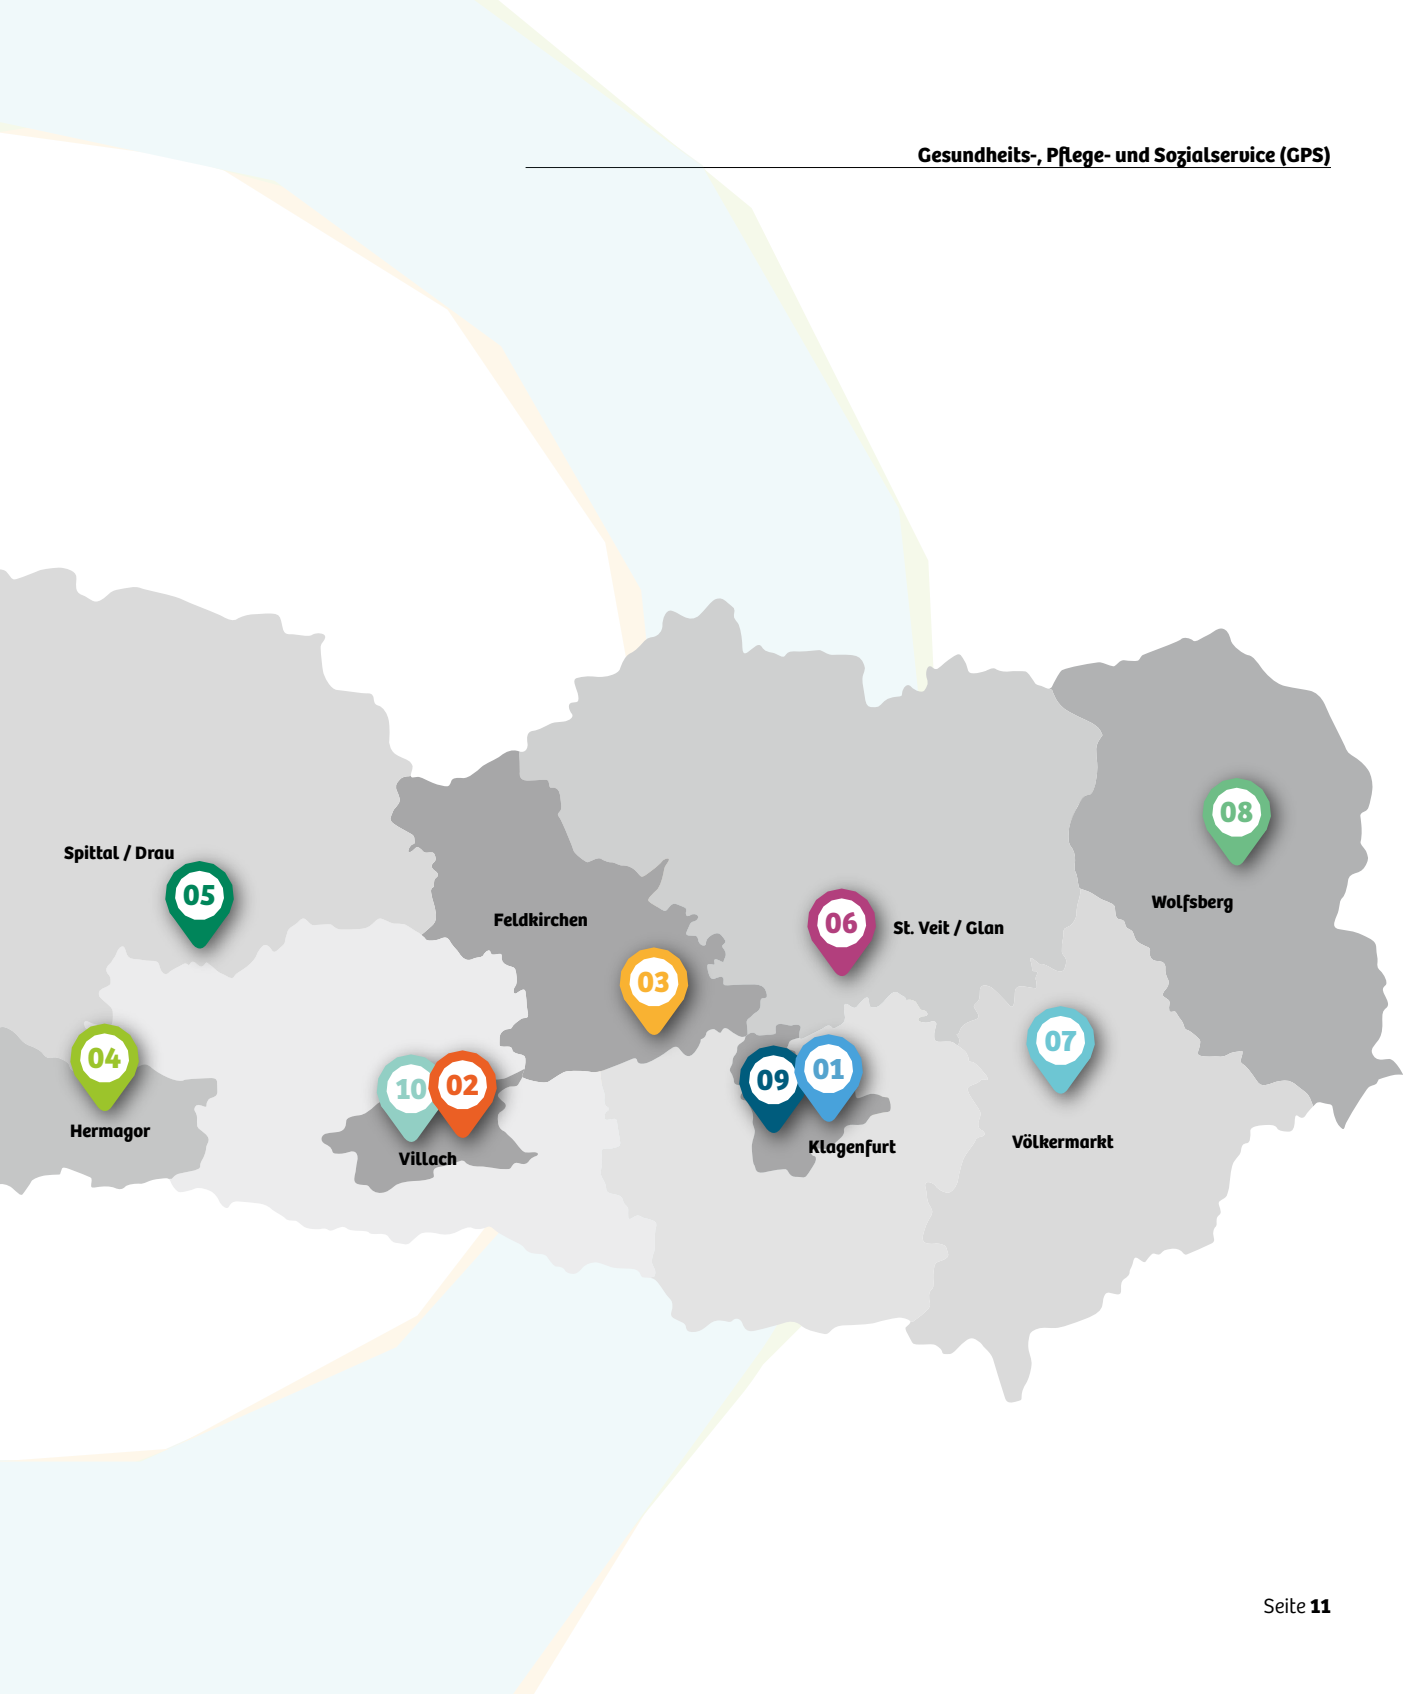 Gesundheits-, Pflege- und Sozialservice (GPS)
08
Spittal / Drau
05
Wolfsberg
Feldkirchen
06
St. Veit / Glan
03
04
07
10
02
09
01
Hermagor
Villach
Klagenfurt
Völkermarkt
Seite 11